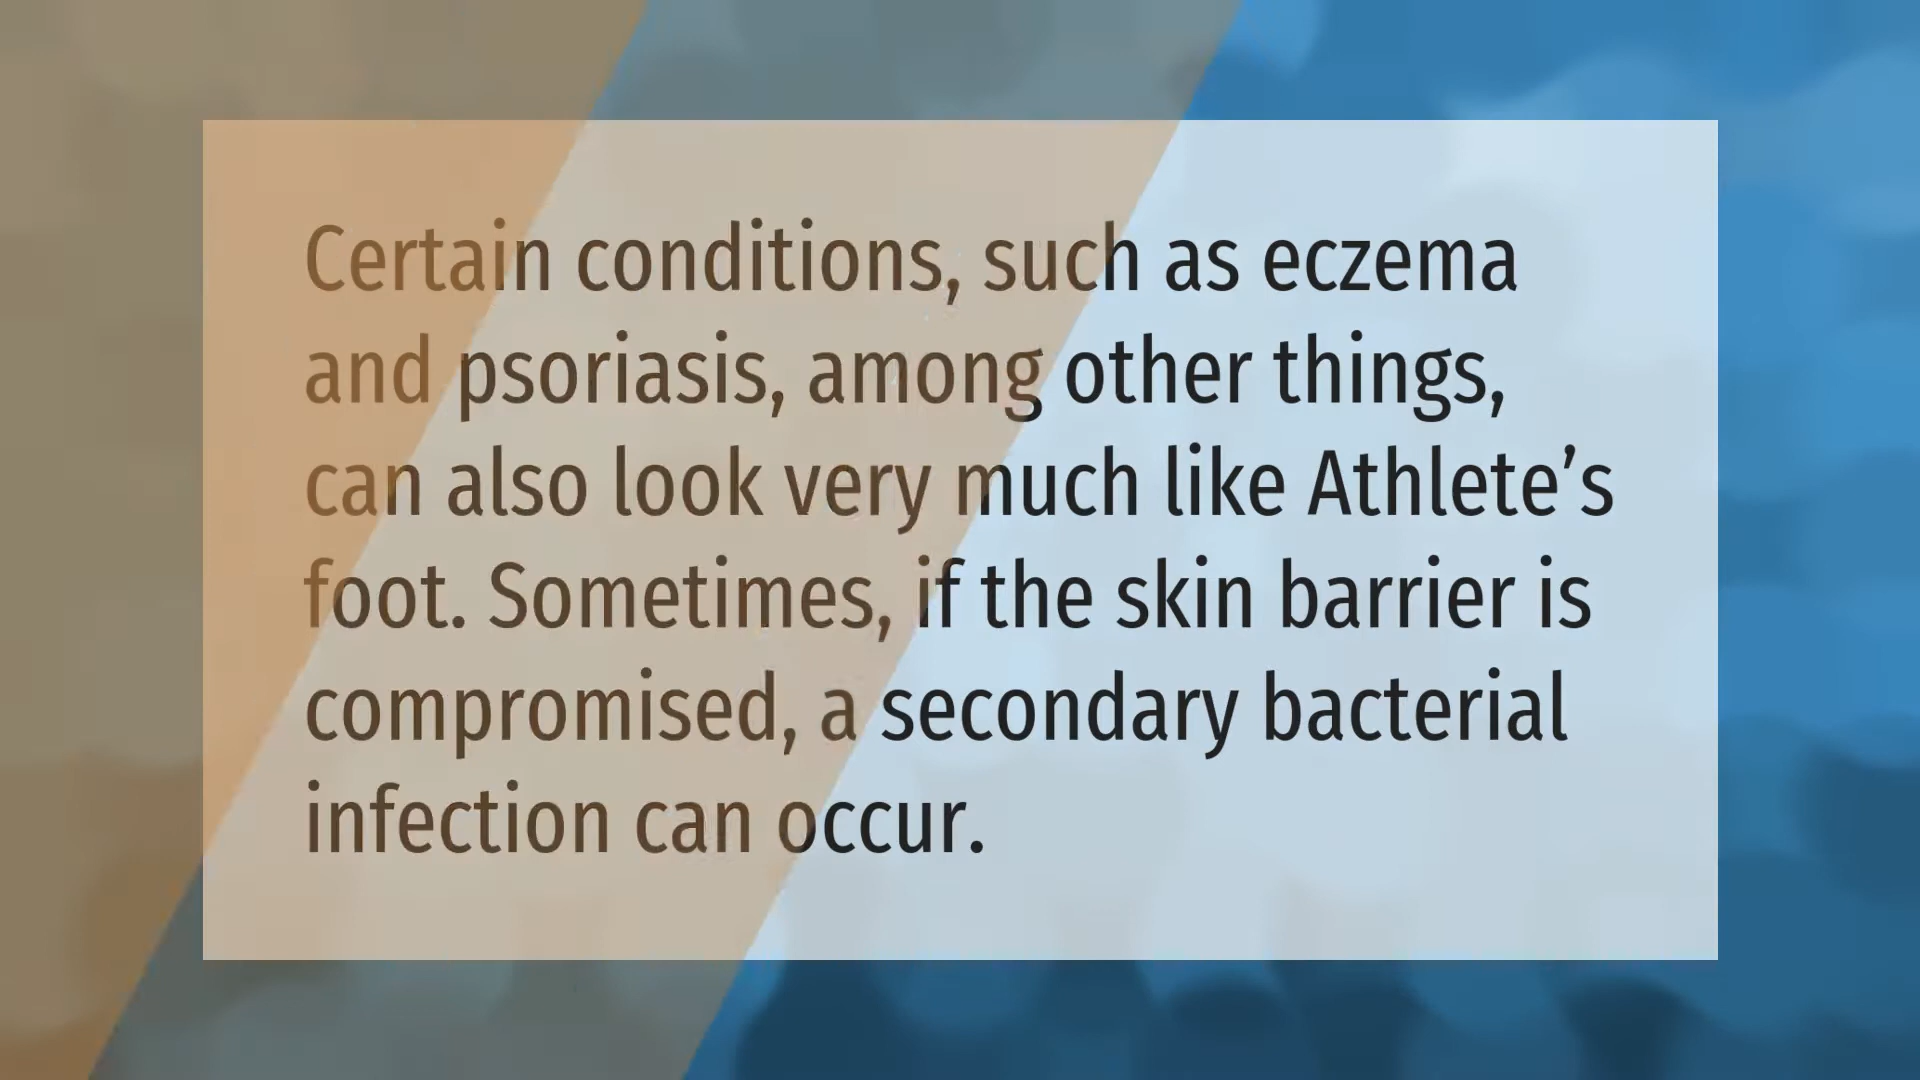 Certain conditions, such as eczema
and psoriasis, among other things,
can also look very much like Athlete’s
foot. Sometimes, if the skin barrier is
compromised, a secondary bacterial
infection can occur.